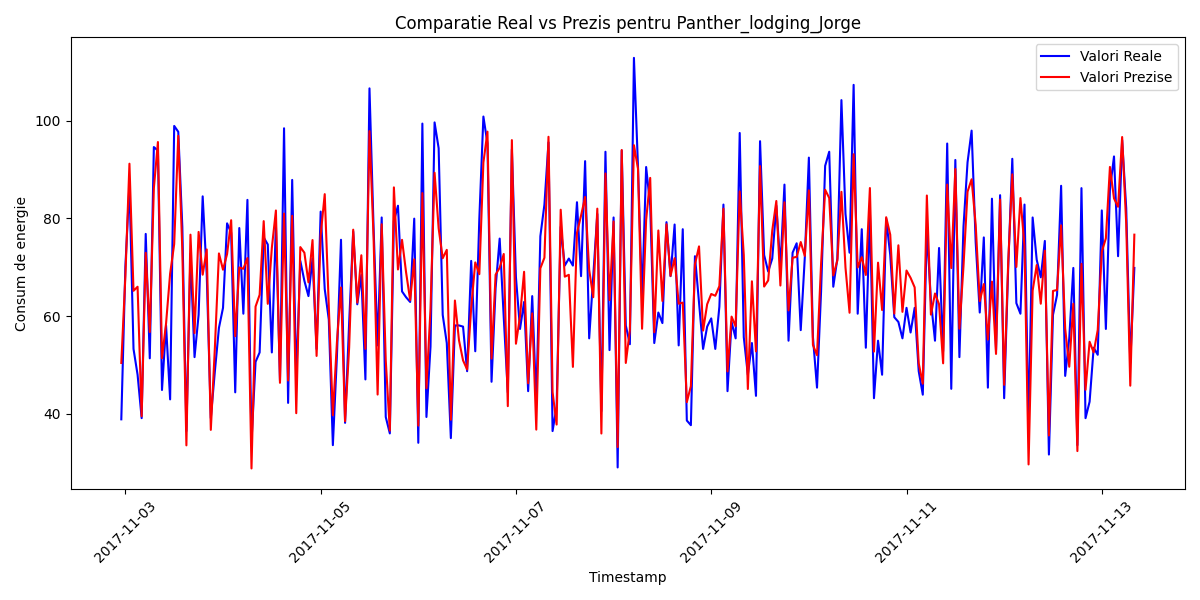 Comparatie Real vs Prezis pentru Panther_lodging_Jorge
Valori Reale
Valori Prezise
Consum de energie
100
80
60
40
2017-11-03
2017-11-05
2017-11-07
2017-11-09
2017-11-11
2017-11-13
Timestamp